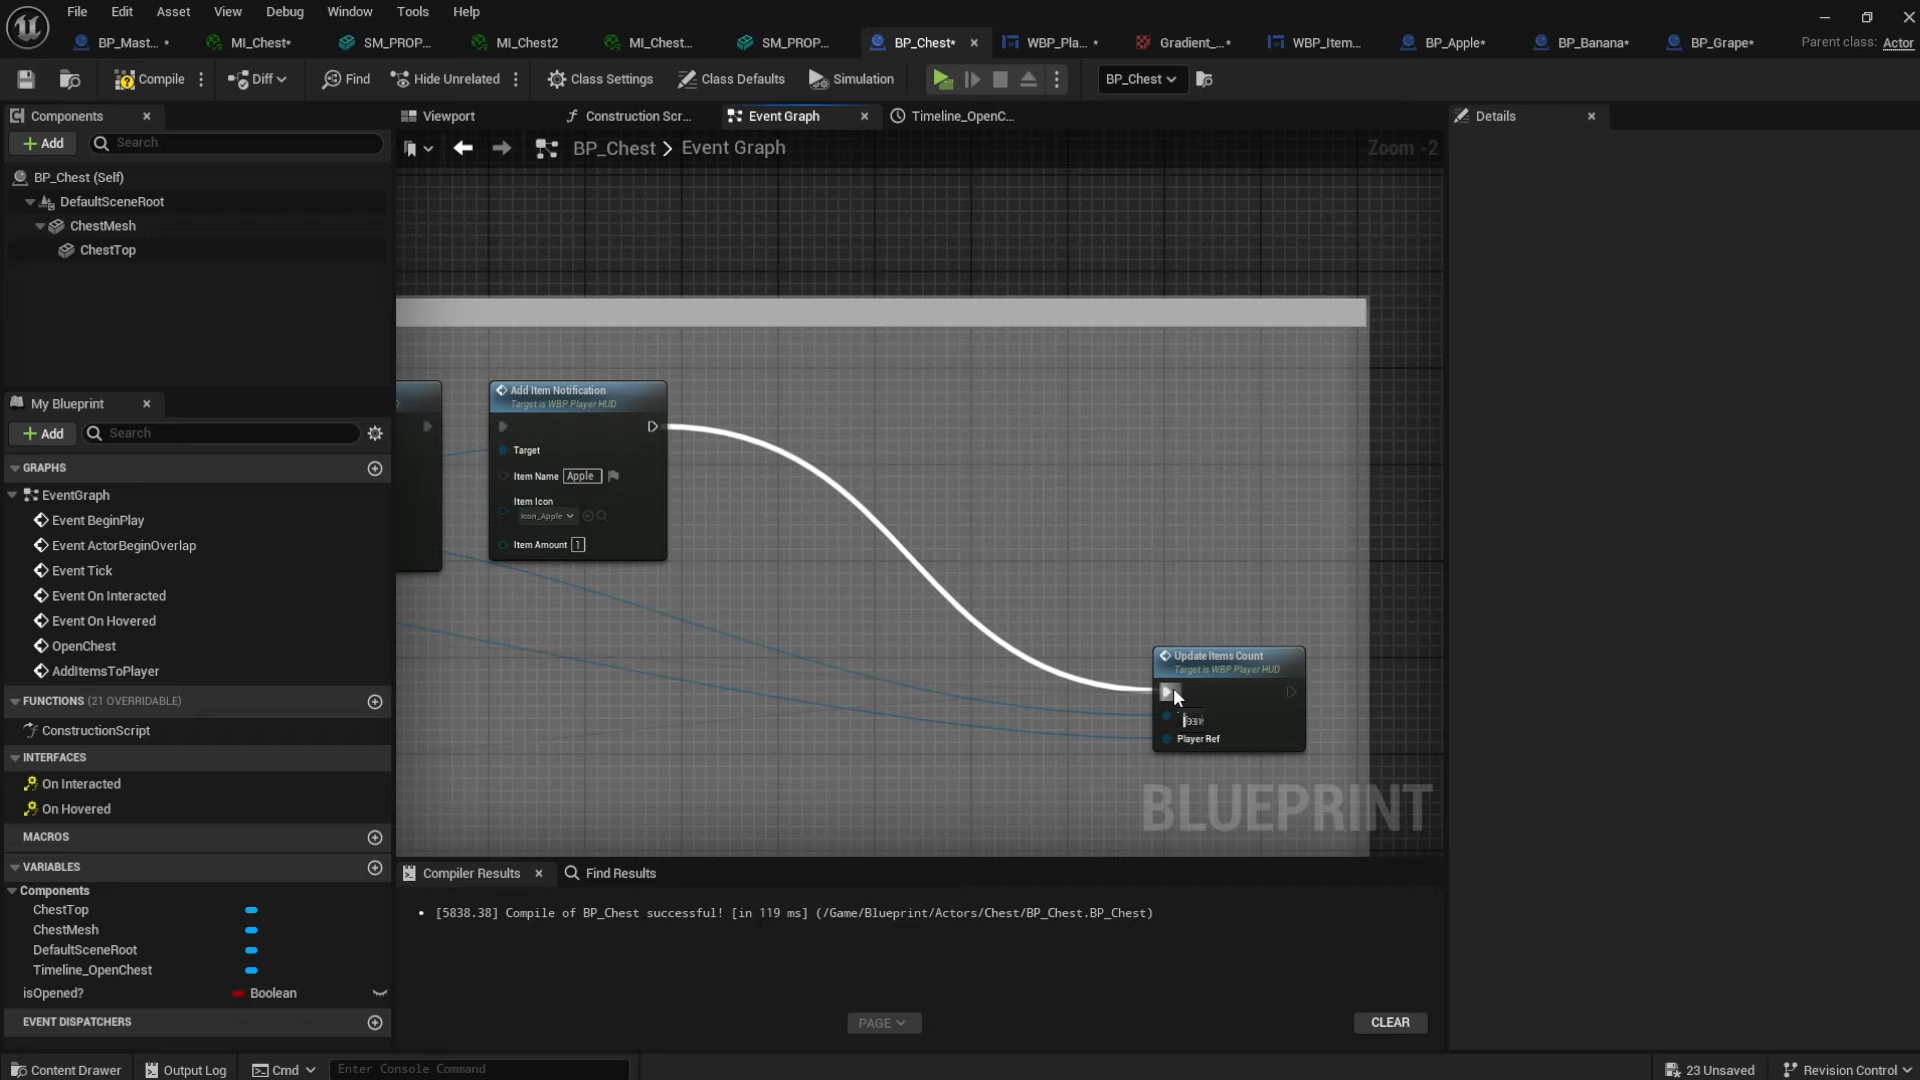 File Edit Asset View Debug Window Tools Help
BP_Mast... * MI_Chest* SM_PROP... MI_Chest2 MI_Chest... SM_PROP... BP_Chest* WBP_Pla... * Gradient_...* WBP_Item... BP_Apple* BP_Banana* BP_Grape* Parent class: Actor
Compile Diff Find Hide Unrelated Class Settings Class Defaults Simulation BP_Chest
Components
Add Search
BP_Chest (Self)
DefaultSceneRoot
ChestMesh
ChestTop
My Blueprint
Add Search
GRAPHS
EventGraph
Event BeginPlay
Event ActorBeginOverlap
Event Tick
Event On Interacted
Event On Hovered
OpenChest
AddItemsToPlayer
FUNCTIONS (21 OVERRIDABLE)
ConstructionScript
INTERFACES
On Interacted
On Hovered
MACROS
VARIABLES
Components
ChestTop
ChestMesh
DefaultSceneRoot
Timeline_OpenChest
isOpened? Boolean
EVENT DISPATCHERS
Viewport Construction Scr... Event Graph Timeline_OpenC...
BP_Chest > Event Graph Zoom -2
Add Item Notification
Target is WBP Player HUD
Target
Item Name Apple
Item Icon
Icon_Apple
Item Amount 1
Update Items Count
Target is WBP Player HUD
Player Ref
BLUEPRINT
Compiler Results Find Results
• [5838.38] Compile of BP_Chest successful! [in 119 ms] (/Game/Blueprint/Actors/Chest/BP_Chest.BP_Chest)
PAGE CLEAR
Details
Content Drawer Output Log Cmd Enter Console Command 23 Unsaved Revision Control